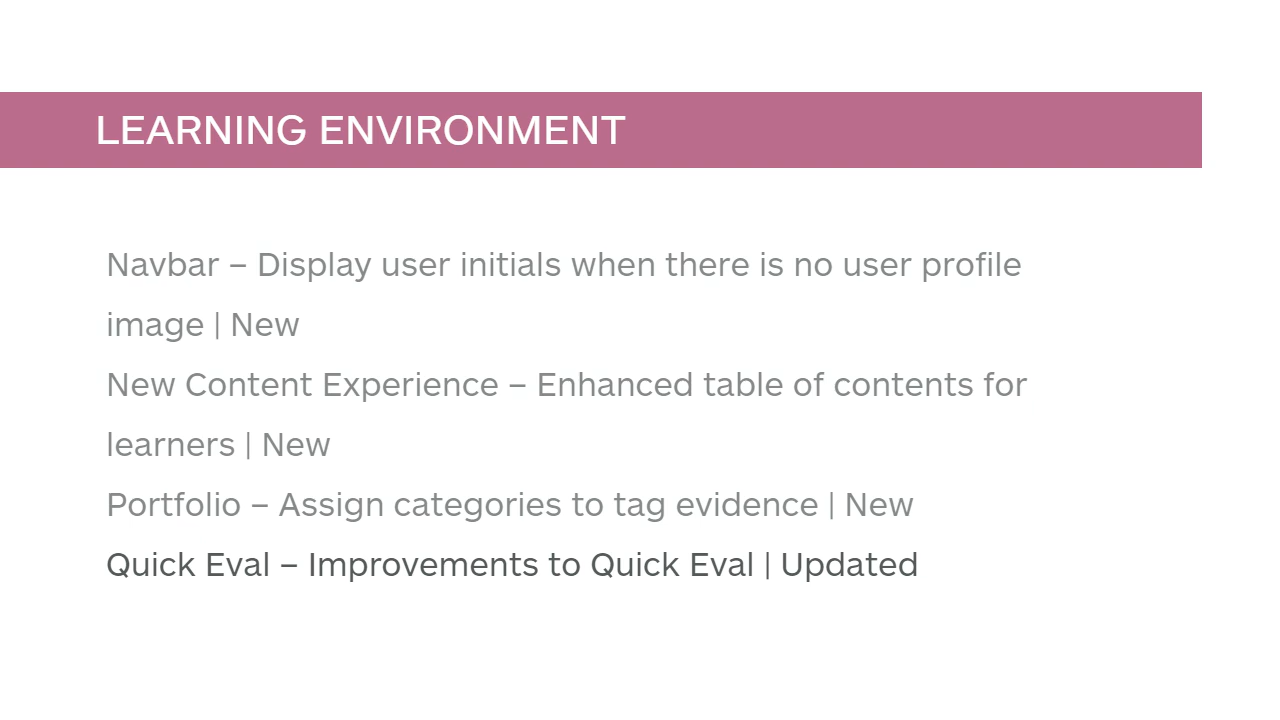 LEARNING ENVIRONMENT
Navbar – Display user initials when there is no user profile
image | New
New Content Experience – Enhanced table of contents for
learners | New
Portfolio – Assign categories to tag evidence | New
Quick Eval – Improvements to Quick Eval | Updated